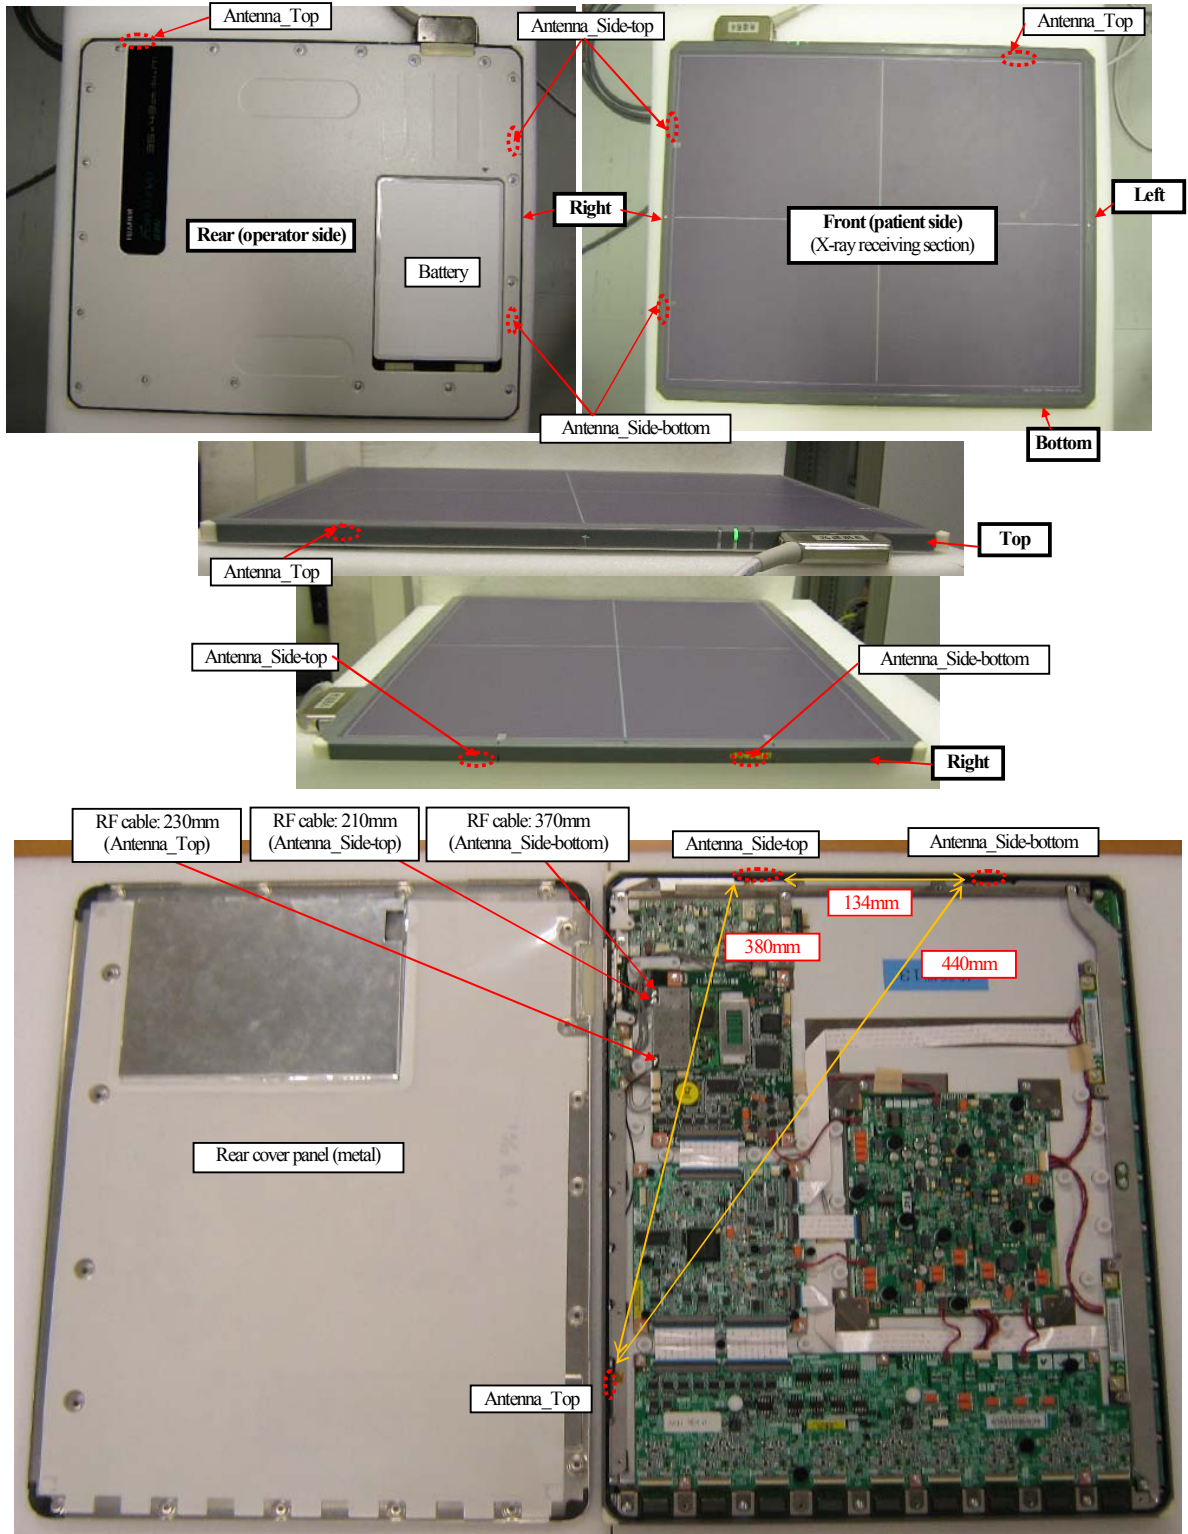 Antenna_Top
Antenna_Side-top
Antenna_Top
Right
Left
Rear (operator side)
Front (patient side)
(X-ray receiving section)
Battery
Antenna_Side-bottom
Bottom
Top
Antenna_Top
Antenna_Side-top
Antenna_Side-bottom
Right
RF cable: 230mm
(Antenna_Top)
RF cable: 210mm
(Antenna_Side-top)
RF cable: 370mm
(Antenna_Side-bottom)
Antenna_Side-top
Antenna_Side-bottom
134mm
380mm
440mm
Rear cover panel (metal)
Antenna_Top